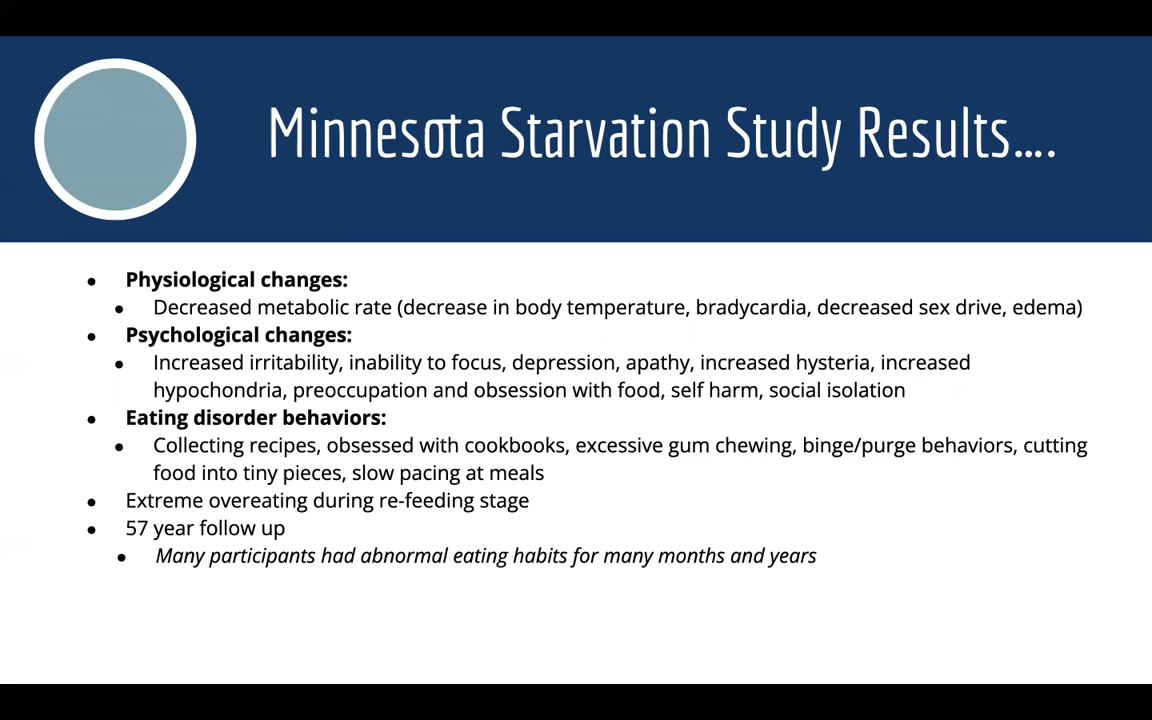 Minnesota Starvation Study Results....
● Physiological changes:
● Decreased metabolic rate (decrease in body temperature, bradycardia, decreased sex drive, edema)
● Psychological changes:
● Increased irritability, inability to focus, depression, apathy, increased hysteria, increased
hypochondria, preoccupation and obsession with food, self harm, social isolation
● Eating disorder behaviors:
● Collecting recipes, obsessed with cookbooks, excessive gum chewing, binge/purge behaviors, cutting
food into tiny pieces, slow pacing at meals
● Extreme overeating during re-feeding stage
● 57 year follow up
● Many participants had abnormal eating habits for many months and years